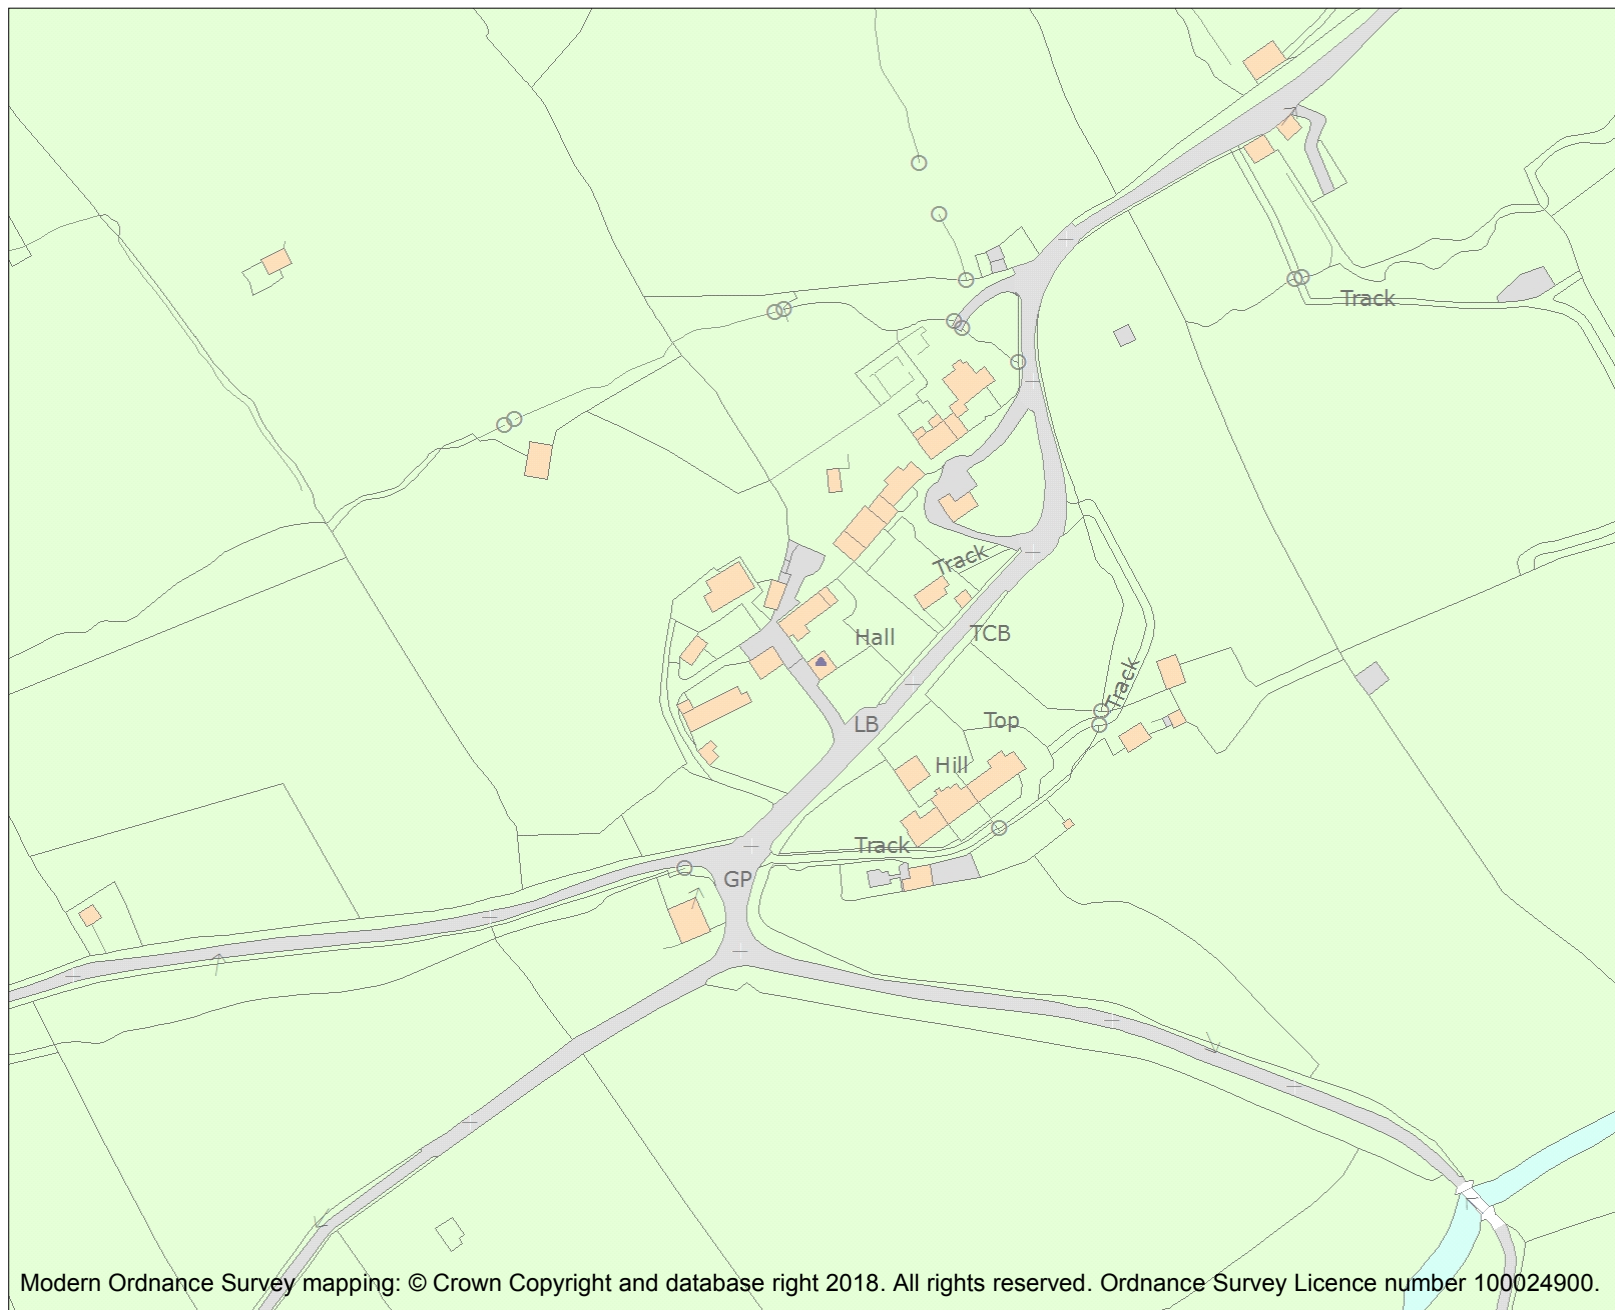 Track
Track
Hall
TCB
Track
LB
Top
Hill
Track
GP
Modern Ordnance Survey mapping: © Crown Copyright and database right 2018. All rights reserved. Ordnance Survey Licence number 100024900.